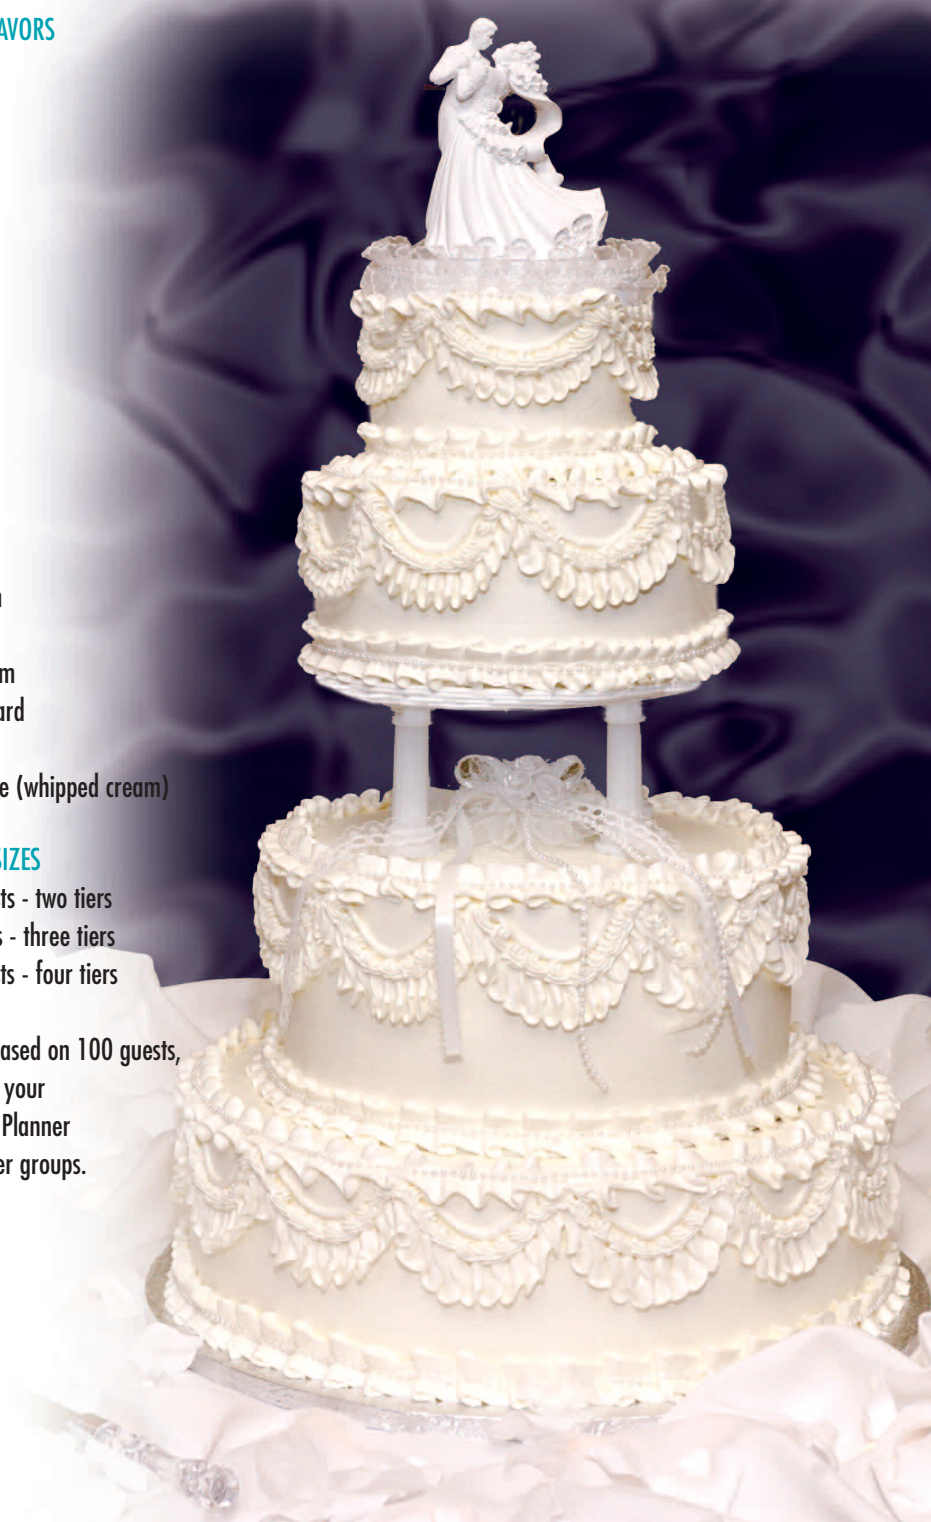 AVORS
m
ard
e (whipped cream)
SIZES
ts - two tiers
s - three tiers
ts - four tiers
ased on 100 guests,
your
Planner
er groups.